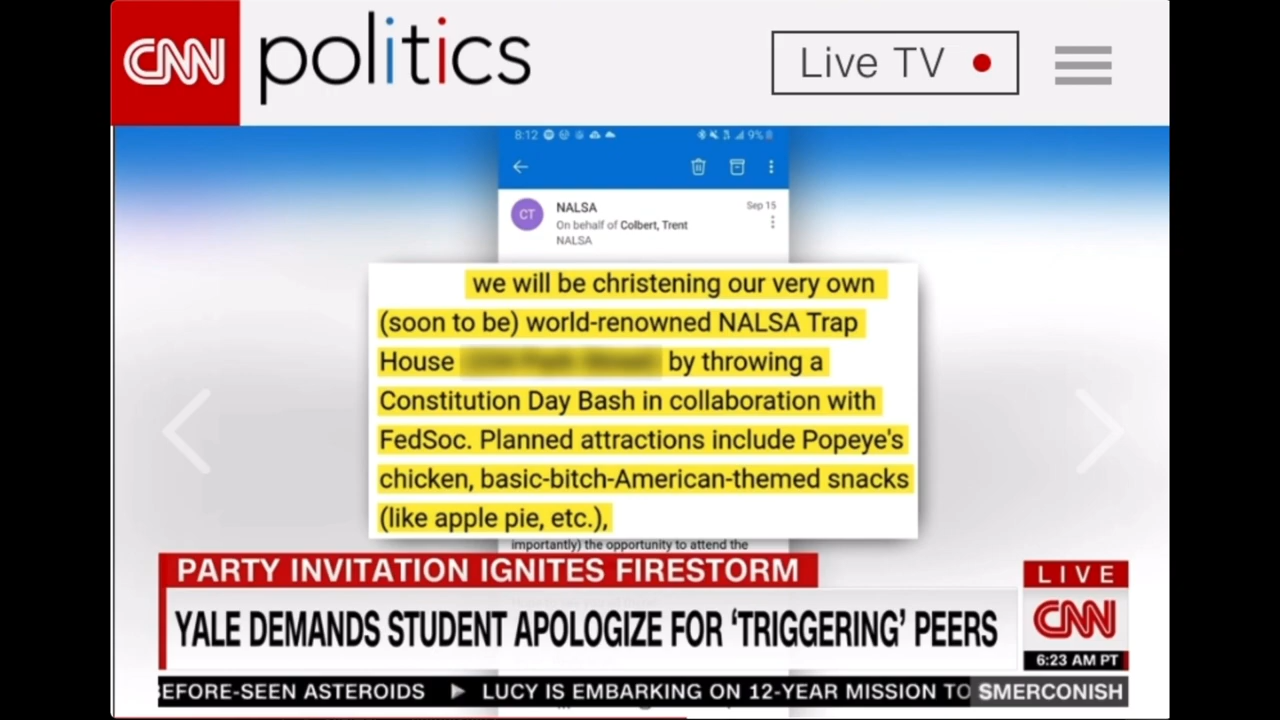 CNN politics Live TV
8:12 9%
CT NALSA Sep 15
On behalf of Colbert, Trent
NALSA
we will be christening our very own
(soon to be) world-renowned NALSA Trap
House by throwing a
Constitution Day Bash in collaboration with
FedSoc. Planned attractions include Popeye's
chicken, basic-bitch-American-themed snacks
(like apple pie, etc.),
importantly) the opportunity to attend the
PARTY INVITATION IGNITES FIRESTORM
YALE DEMANDS STUDENT APOLOGIZE FOR ‘TRIGGERING’ PEERS
LIVE
CNN
6:23 AM PT
EFORE-SEEN ASTEROIDS ▶ LUCY IS EMBARKING ON 12-YEAR MISSION TO SMERCONISH